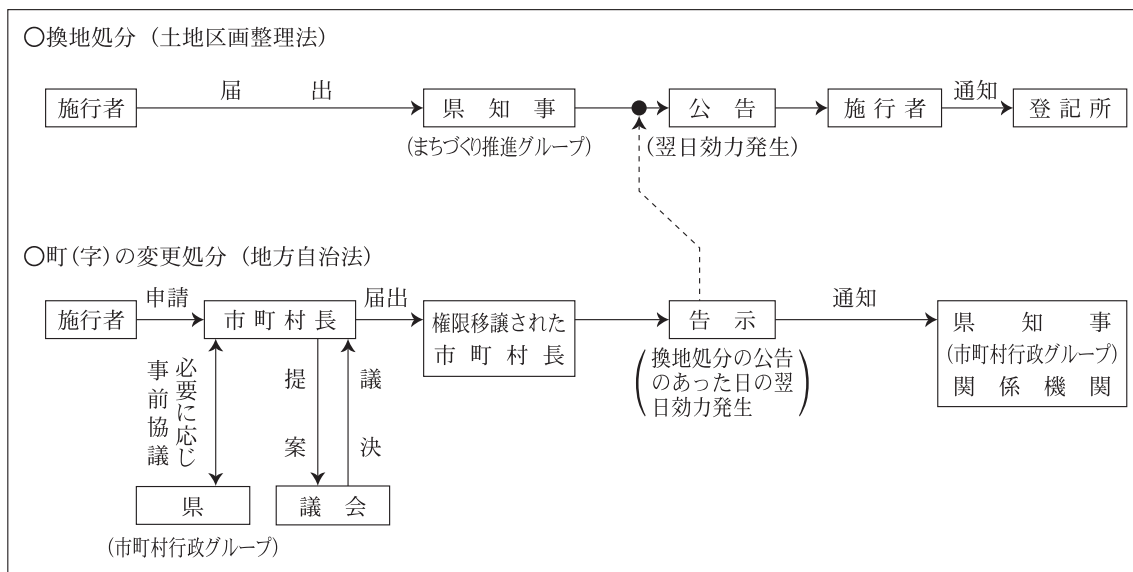 ○換地処分（土地区画整理法）
施行者
届出
県知事
(まちづくり推進グループ)
公告
(翌日効力発生)
施行者
通知
登記所
○町(字)の変更処分（地方自治法）
施行者
申請
市町村長
届出
権限移譲された
市町村長
告示
(換地処分の公告
のあった日の翌
日効力発生)
通知
県知事
(市町村行政グループ)
関係機関
必要に応じ
事前協議
提案
議決
県
(市町村行政グループ)
議会